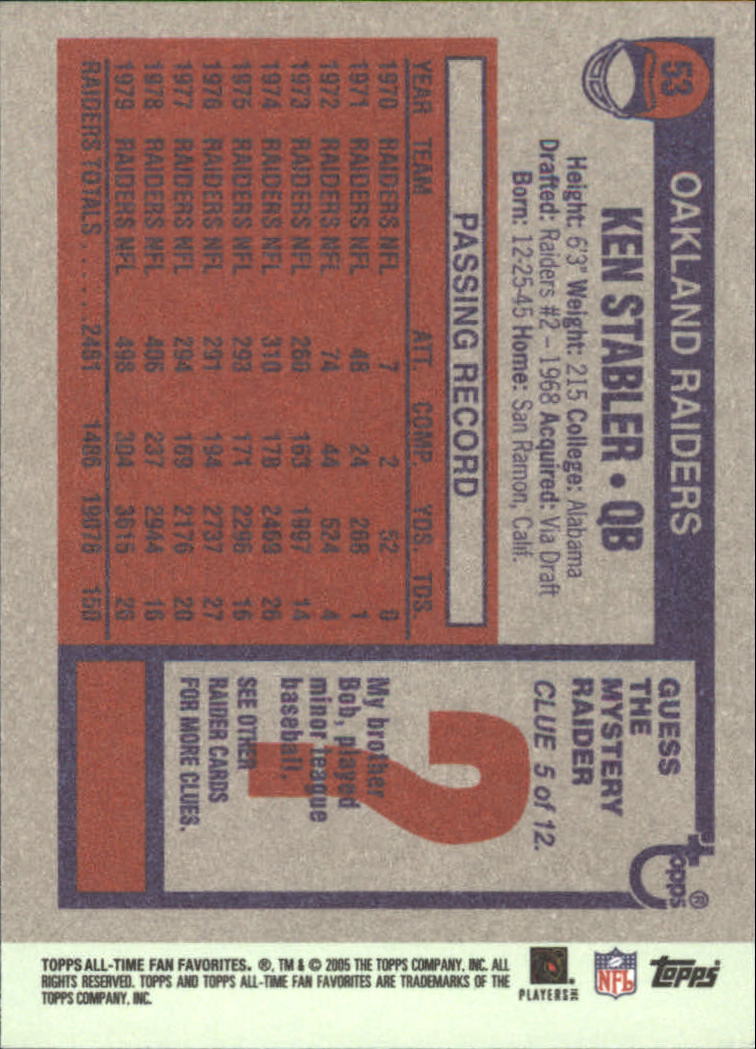 53
OAKLAND RAIDERS
KEN STABLER • QB
Height: 6'3" Weight: 215 College: Alabama
Drafted: Raiders #2 – 1968 Acquired: Via Draft
Born: 12-25-45 Home: San Ramon, Calif.
PASSING RECORD
YEAR TEAM ATT. COMP. YDS. TDS.
1970 RAIDERS NFL 7 2 52 0
1971 RAIDERS NFL 48 24 268 1
1972 RAIDERS NFL 74 44 524 4
1973 RAIDERS NFL 260 163 1997 14
1974 RAIDERS NFL 310 178 2469 26
1975 RAIDERS NFL 293 171 2296 16
1976 RAIDERS NFL 291 194 2737 27
1977 RAIDERS NFL 294 169 2176 20
1978 RAIDERS NFL 406 237 2944 16
1979 RAIDERS NFL 498 304 3615 26
RAIDERS TOTALS......2481 1486 19078 150
GUESS
THE
MYSTERY
RAIDER
CLUE 5 of 12.
?
My brother
Bob, played
minor league
baseball.
SEE OTHER
RAIDER CARDS
FOR MORE CLUES.
Topps®
TOPPS ALL-TIME FAN FAVORITES. ®, TM & © 2005 THE TOPPS COMPANY, INC. ALL
RIGHTS RESERVED. TOPPS AND TOPPS ALL-TIME FAN FAVORITES ARE TRADEMARKS OF THE
TOPPS COMPANY, INC.
PLAYERS INC
NFL
Topps